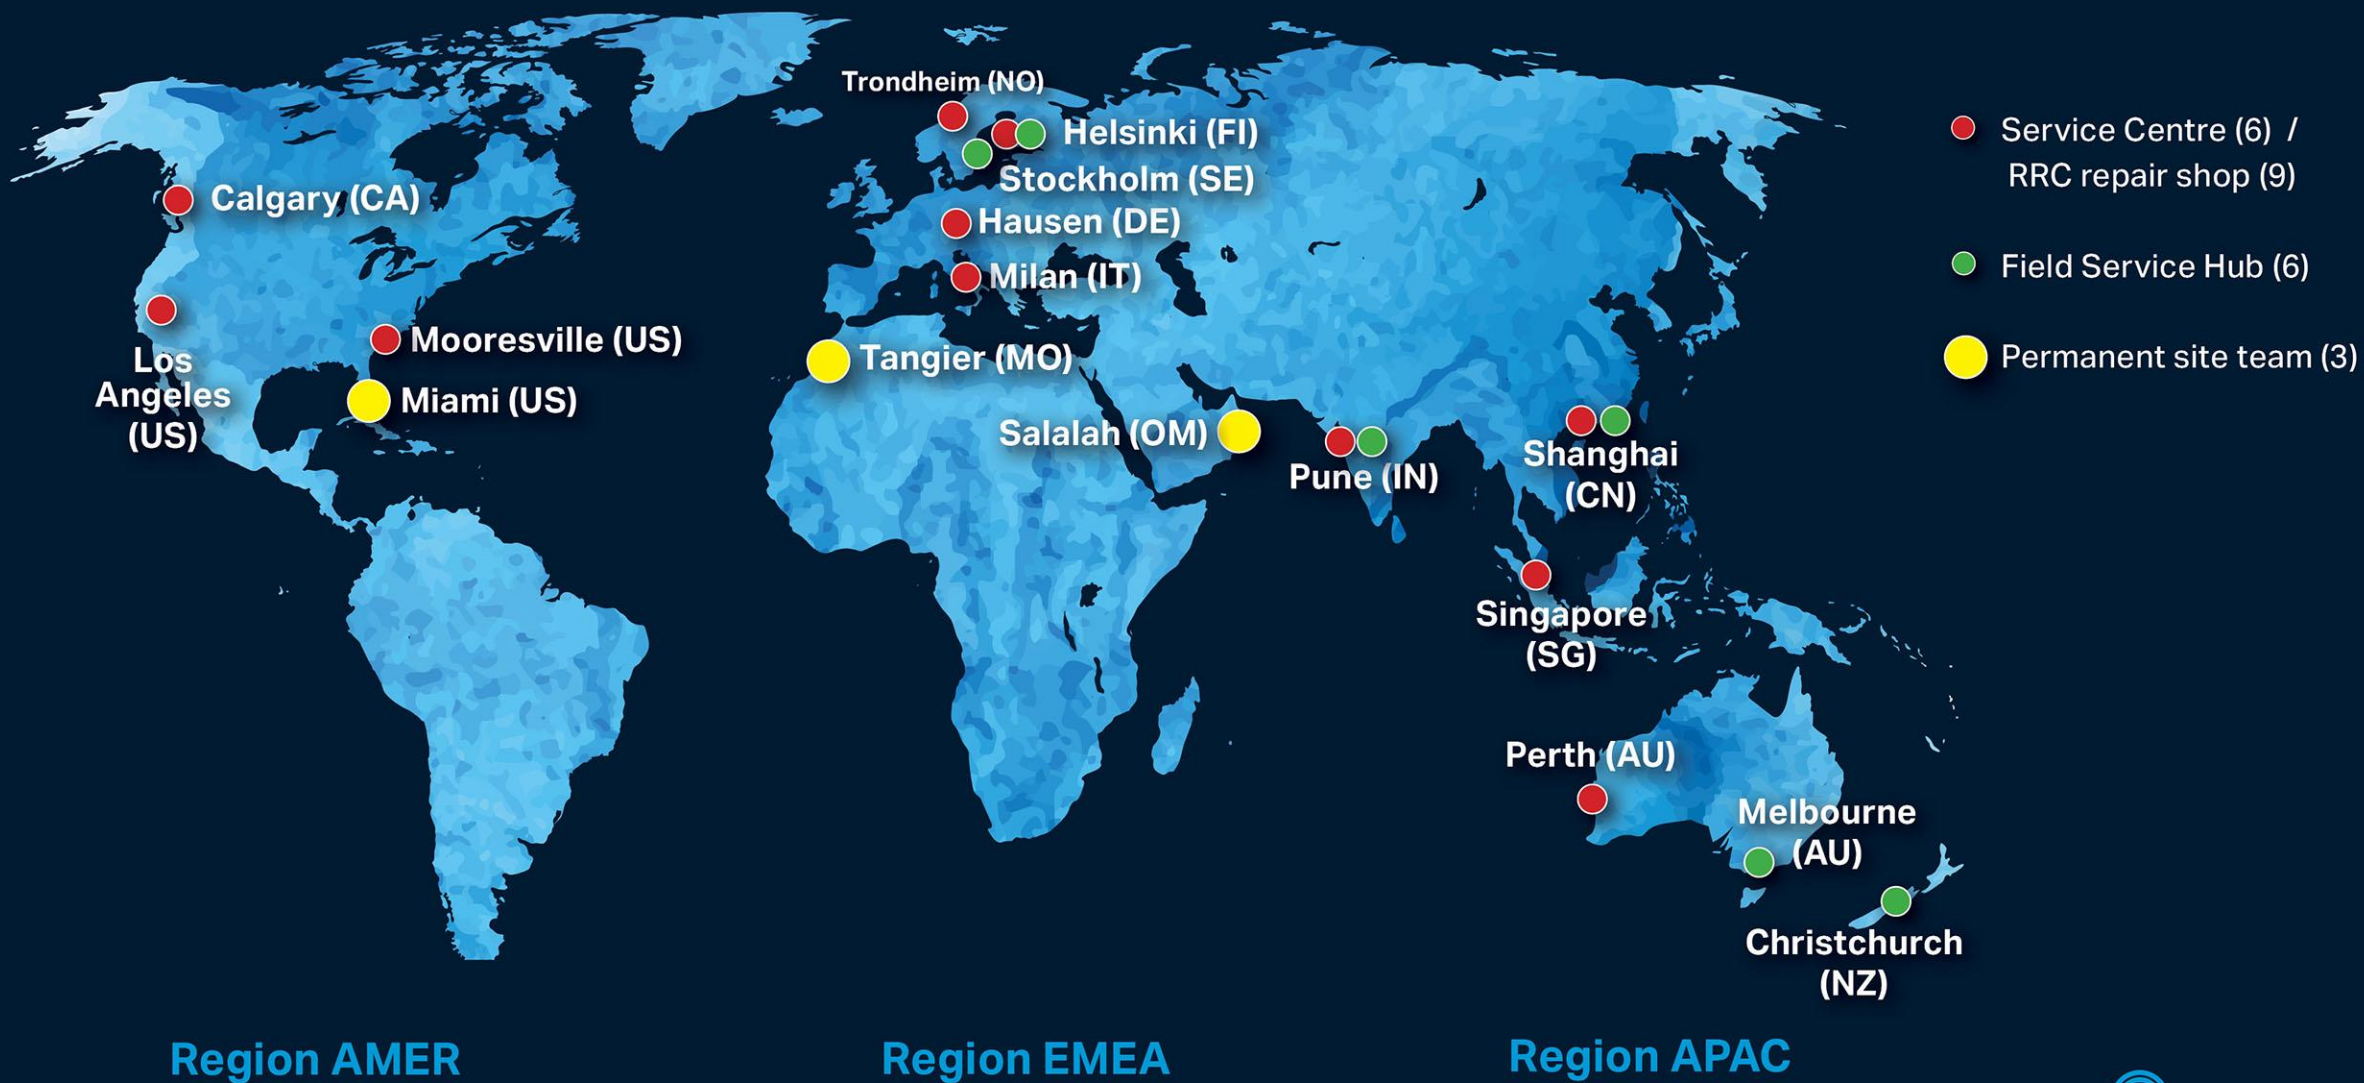 Trondheim (NO)
Helsinki (FI)
Stockholm (SE)
Hausen (DE)
Milan (IT)
Calgary (CA)
Los
Angeles
(US)
Mooresville (US)
Miami (US)
Tangier (MO)
Salalah (OM)
Pune (IN)
Shanghai
(CN)
Singapore
(SG)
Perth (AU)
Melbourne
(AU)
Christchurch
(NZ)
Service Centre (6) /
RRC repair shop (9)
Field Service Hub (6)
Permanent site team (3)
Region AMER
Region EMEA
Region APAC